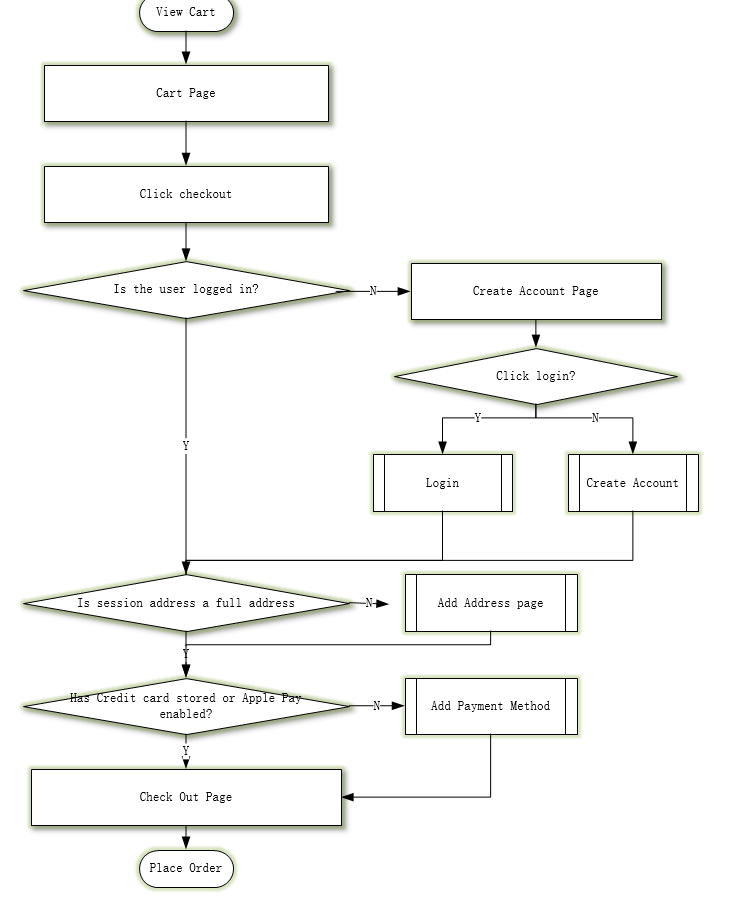 View Cart
Cart Page
Click checkout
Is the user logged in?
N
Create Account Page
Click login?
Y
N
Y
Login
Create Account
Is session address a full address
N
Add Address page
Y
Has Credit card stored or Apple Pay
enabled?
N
Add Payment Method
Y
Check Out Page
Place Order